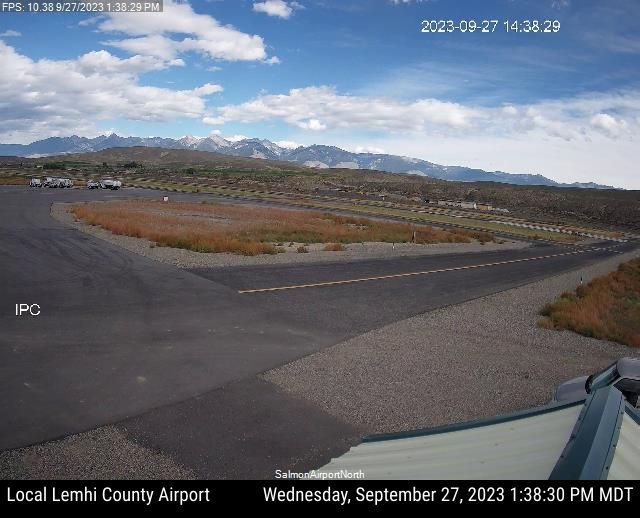 FPS: 10.38 9/27/2023 1:38:29 PM
2023-09-27 14:38:29
IPC
SalmonAirportNorth
Local Lemhi County Airport Wednesday, September 27, 2023 1:38:30 PM MDT